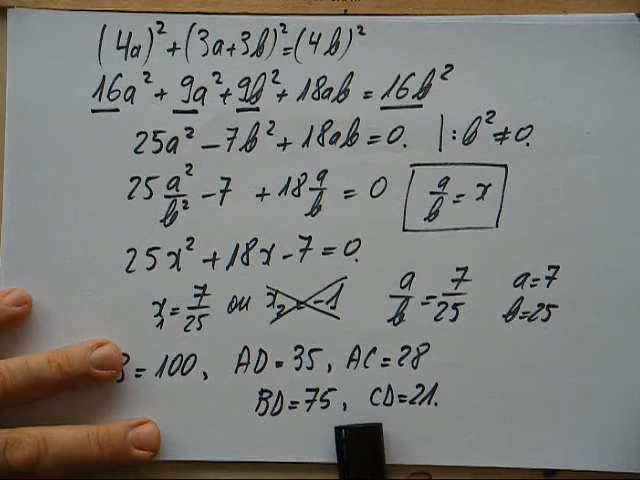 (4a)² + (3a+3b)² = (4b)²
16a² + 9a² + 9b² + 18ab = 16b²
25a² - 7b² + 18ab = 0. | : b² ≠ 0.
25 a²/b² - 7 + 18 a/b = 0 a/b = x
25x² + 18x - 7 = 0.
x₁ = 7/25 ou x₂ = -1 a/b = 7/25 a = 7
b = 25
= 100, AD = 35, AC = 28
BD = 75, CD = 21.